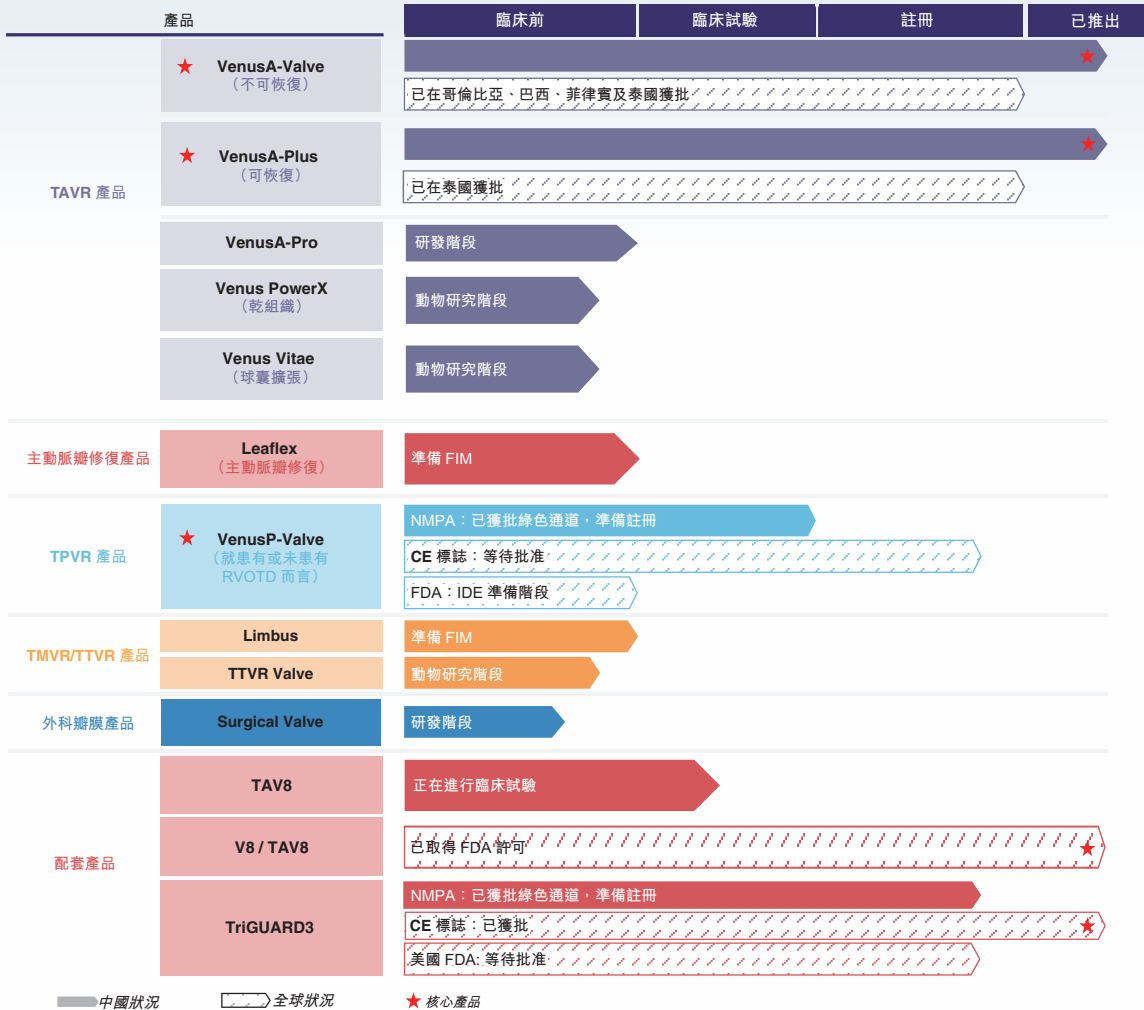 產品
臨床前
臨床試驗
註冊
已推出
TAVR 產品
VenusA-Valve
（不可恢復）
已在哥倫比亞、巴西、菲律賓及泰國獲批
VenusA-Plus
（可恢復）
已在泰國獲批
VenusA-Pro
研發階段
Venus PowerX
（乾組織）
動物研究階段
Venus Vitae
（球囊擴張）
動物研究階段
主動脈瓣修復產品
Leaflex
（主動脈瓣修復）
準備 FIM
TPVR 產品
VenusP-Valve
（就患有或未患有
RVOTD 而言）
NMPA：已獲批綠色通道，準備註冊
CE 標誌：等待批准
FDA：IDE 準備階段
TMVR/TTVR 產品
Limbus
準備 FIM
TTVR Valve
動物研究階段
外科瓣膜產品
Surgical Valve
研發階段
配套產品
TAV8
正在進行臨床試驗
V8 / TAV8
已取得 FDA 許可
TriGUARD3
NMPA：已獲批綠色通道，準備註冊
CE 標誌：已獲批
美國 FDA: 等待批准
中國狀況
全球狀況
核心產品